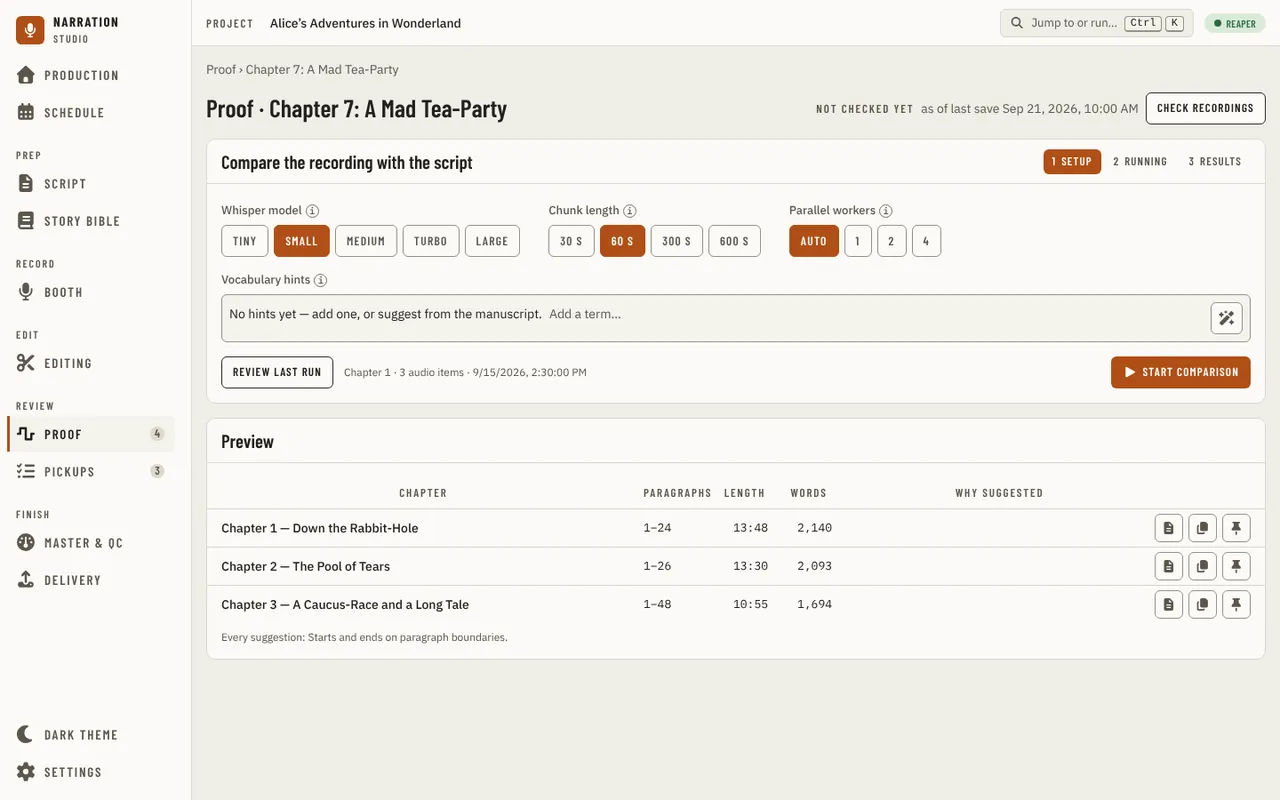 NARRATION
STUDIO
PRODUCTION
SCHEDULE
PREP
SCRIPT
STORY BIBLE
RECORD
BOOTH
EDIT
EDITING
REVIEW
PROOF 4
PICKUPS 3
FINISH
MASTER & QC
DELIVERY
DARK THEME
SETTINGS
PROJECT Alice’s Adventures in Wonderland
Jump to or run... Ctrl K
REAPER
Proof › Chapter 7: A Mad Tea-Party
Proof · Chapter 7: A Mad Tea-Party
NOT CHECKED YET as of last save Sep 21, 2026, 10:00 AM CHECK RECORDINGS
Compare the recording with the script
1 SETUP 2 RUNNING 3 RESULTS
Whisper model
TINY SMALL MEDIUM TURBO LARGE
Chunk length
30 S 60 S 300 S 600 S
Parallel workers
AUTO 1 2 4
Vocabulary hints
No hints yet — add one, or suggest from the manuscript. Add a term...
REVIEW LAST RUN Chapter 1 · 3 audio items · 9/15/2026, 2:30:00 PM
START COMPARISON
Preview
CHAPTER PARAGRAPHS LENGTH WORDS WHY SUGGESTED
Chapter 1 — Down the Rabbit-Hole 1–24 13:48 2,140
Chapter 2 — The Pool of Tears 1–26 13:30 2,093
Chapter 3 — A Caucus-Race and a Long Tale 1–48 10:55 1,694
Every suggestion: Starts and ends on paragraph boundaries.